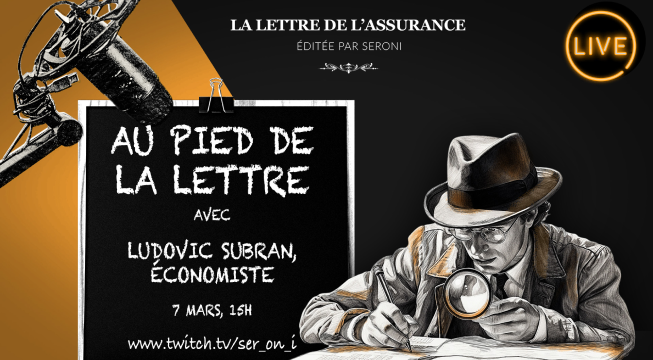 LA LETTRE DE L'ASSURANCE
ÉDITÉE PAR SERONI
LIVE
AU PIED DE
LA LETTRE
AVEC
LUDOVIC SUBRAN,
ÉCONOMISTE
7 MARS, 15H
www.twitch.tv/ser_on_i